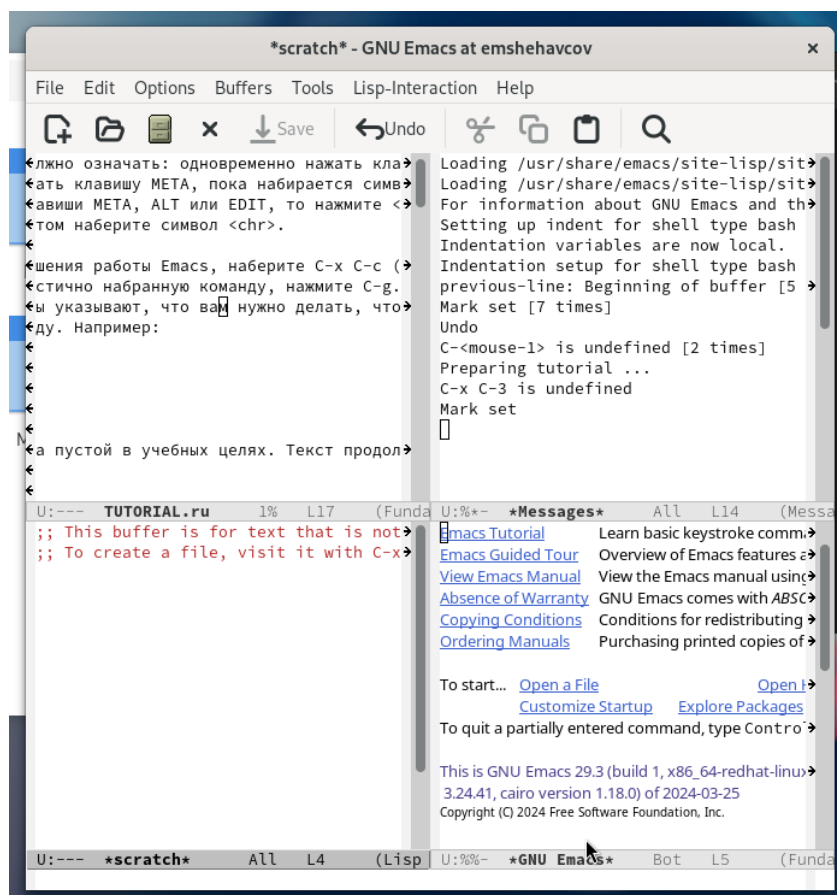 *scratch* - GNU Emacs at emshehavcov
File Edit Options Buffers Tools Lisp-Interaction Help
Save Undo
лжно означать: одновременно нажать кла
ать клавишу META, пока набирается симв
авиши META, ALT или EDIT, то нажмите <
том наберите символ <chr>.
шения работы Emacs, наберите C-x C-c (
стично набранную команду, нажмите C-g.
ы указывают, что вам нужно делать, что
ду. Например:
а пустой в учебных целях. Текст продол
U:--- TUTORIAL.ru 1% L17 (Funda
Loading /usr/share/emacs/site-lisp/sit
Loading /usr/share/emacs/site-lisp/sit
For information about GNU Emacs and th
Setting up indent for shell type bash
Indentation variables are now local.
Indentation setup for shell type bash
previous-line: Beginning of buffer [5
Mark set [7 times]
Undo
C-<mouse-1> is undefined [2 times]
Preparing tutorial ...
C-x C-3 is undefined
Mark set
U:%*- *Messages* All L14 (Messa
;; This buffer is for text that is not
;; To create a file, visit it with C-x
U:--- *scratch* All L4 (Lisp
Emacs Tutorial Learn basic keystroke comma
Emacs Guided Tour Overview of Emacs features a
View Emacs Manual View the Emacs manual using
Absence of Warranty GNU Emacs comes with ABSO
Copying Conditions Conditions for redistributing
Ordering Manuals Purchasing printed copies of
To start... Open a File Open H
Customize Startup Explore Packages
To quit a partially entered command, type Control
This is GNU Emacs 29.3 (build 1, x86_64-redhat-linux
3.24.41, cairo version 1.18.0) of 2024-03-25
Copyright (C) 2024 Free Software Foundation, Inc.
U:%%- *GNU Emacs* Bot L5 (Funda